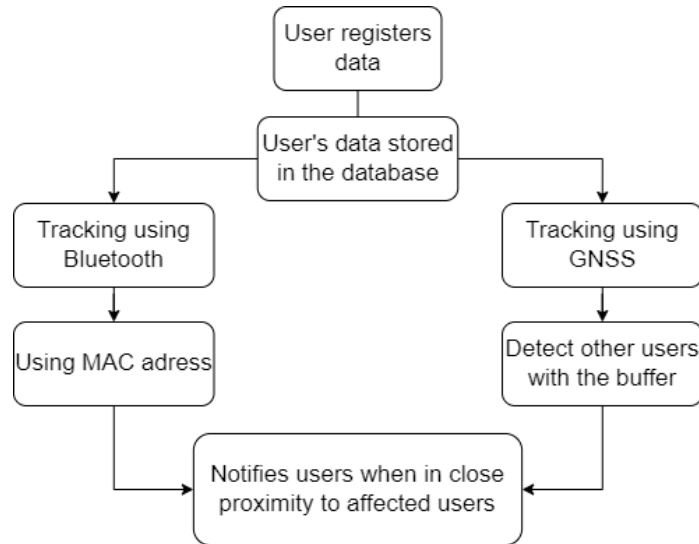 User registers
data
User's data stored
in the database
Tracking using
Bluetooth
Tracking using
GNSS
Using MAC adress
Detect other users
with the buffer
Notifies users when in close
proximity to affected users